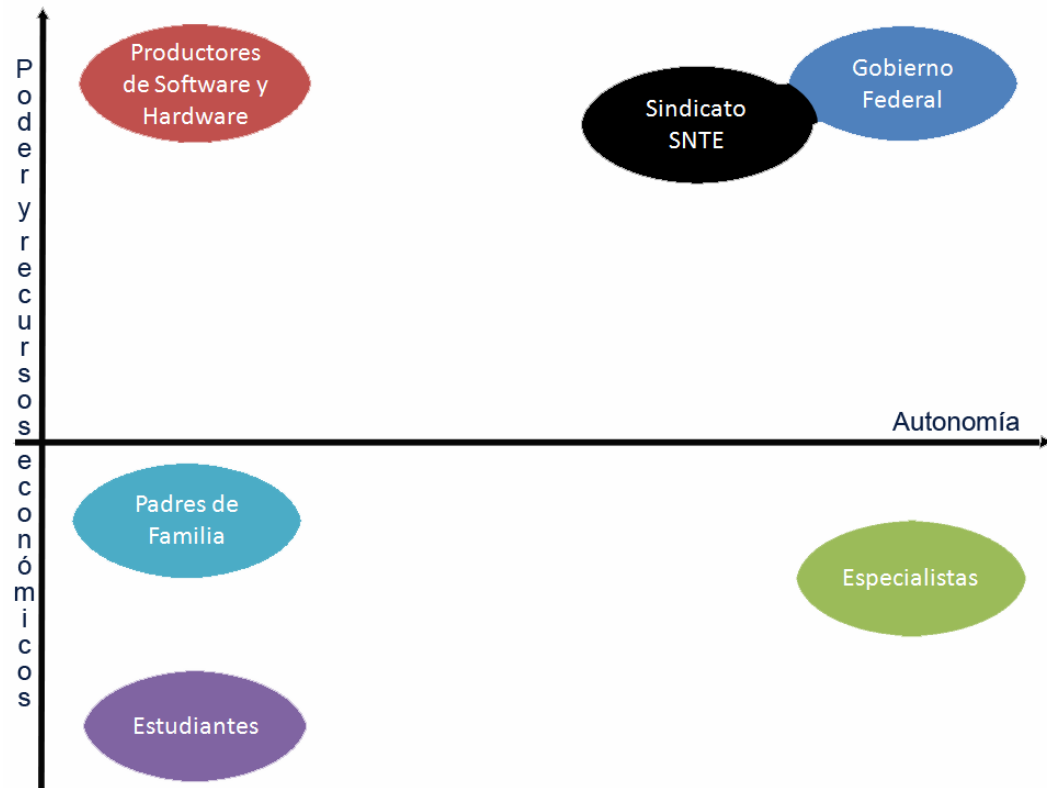 Poder y recursos económicos
Productores
de Software y
Hardware
Sindicato
SNTE
Gobierno
Federal
Autonomía
Padres de
Familia
Especialistas
Estudiantes